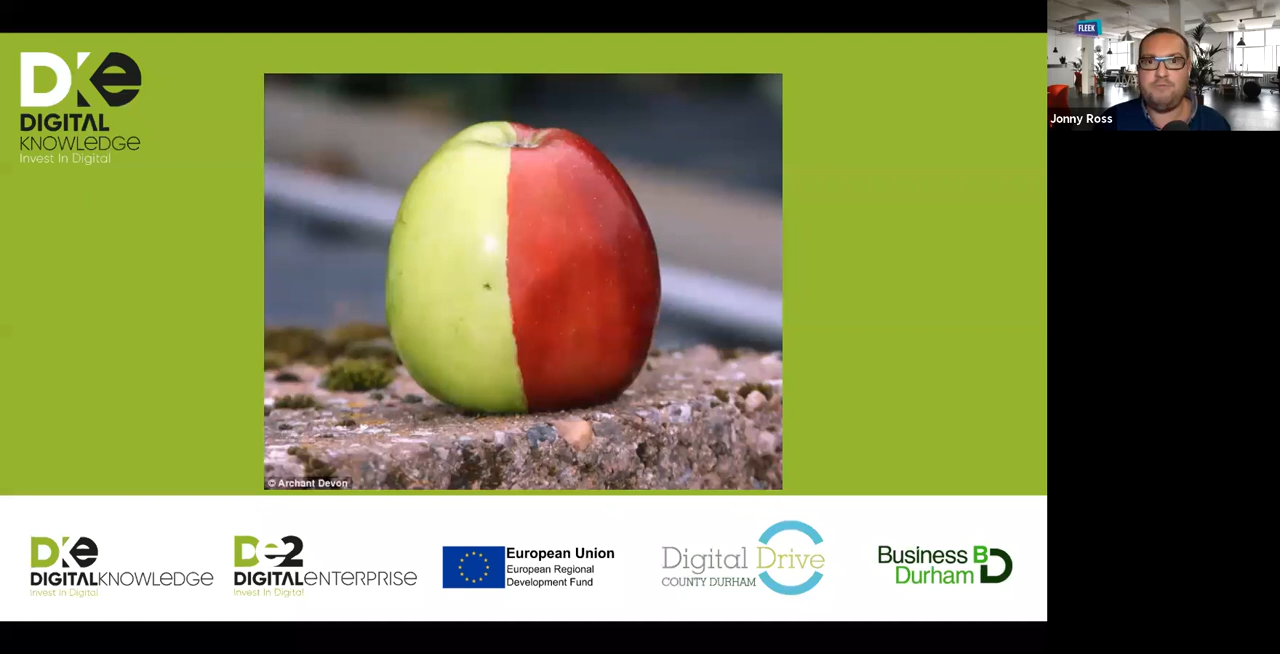 DKe
DIGITAL
KNOWLEDGE
Invest In Digital
FLEEK
Jonny Ross
© Archant Devon
DKe
DIGITALKNOWLEDGE
Invest In Digital
De2
DIGITALENTERPRISE
Invest In Digital
European Union
European Regional
Development Fund
Digital Drive
COUNTY DURHAM
Business
Durham
BD